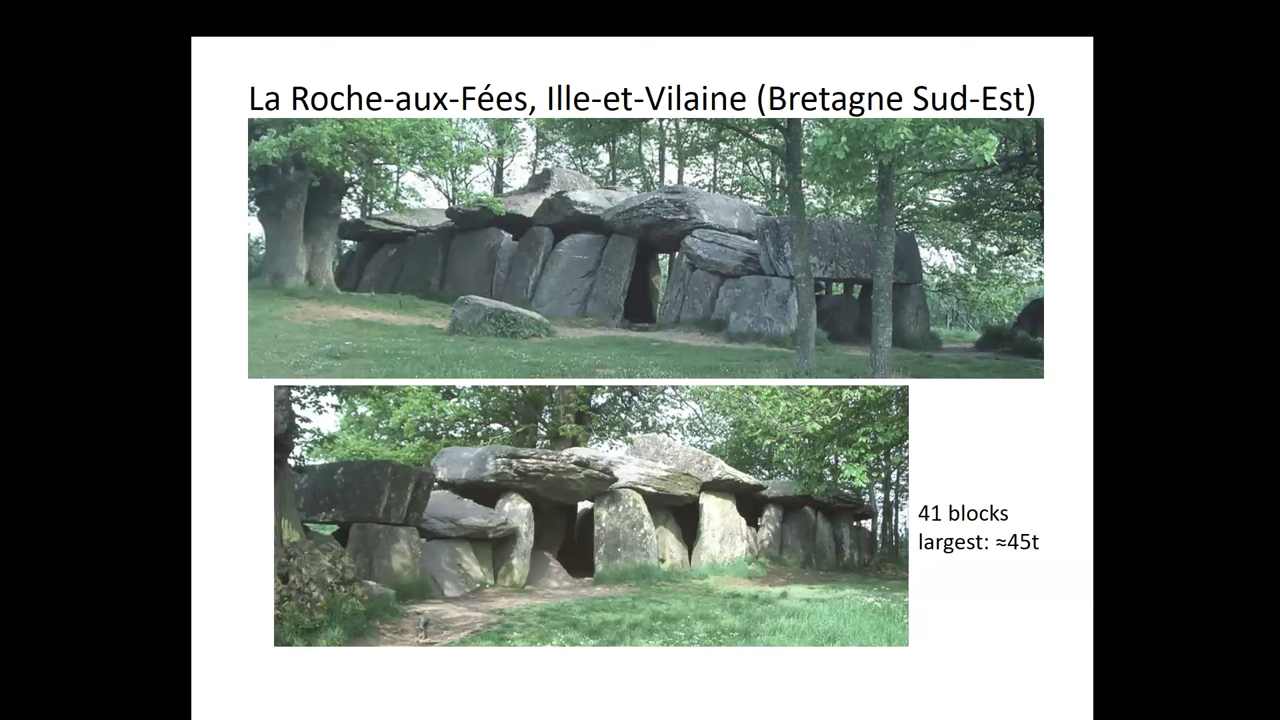 La Roche-aux-Fées, Ille-et-Vilaine (Bretagne Sud-Est)
41 blocks
largest: ≈45t